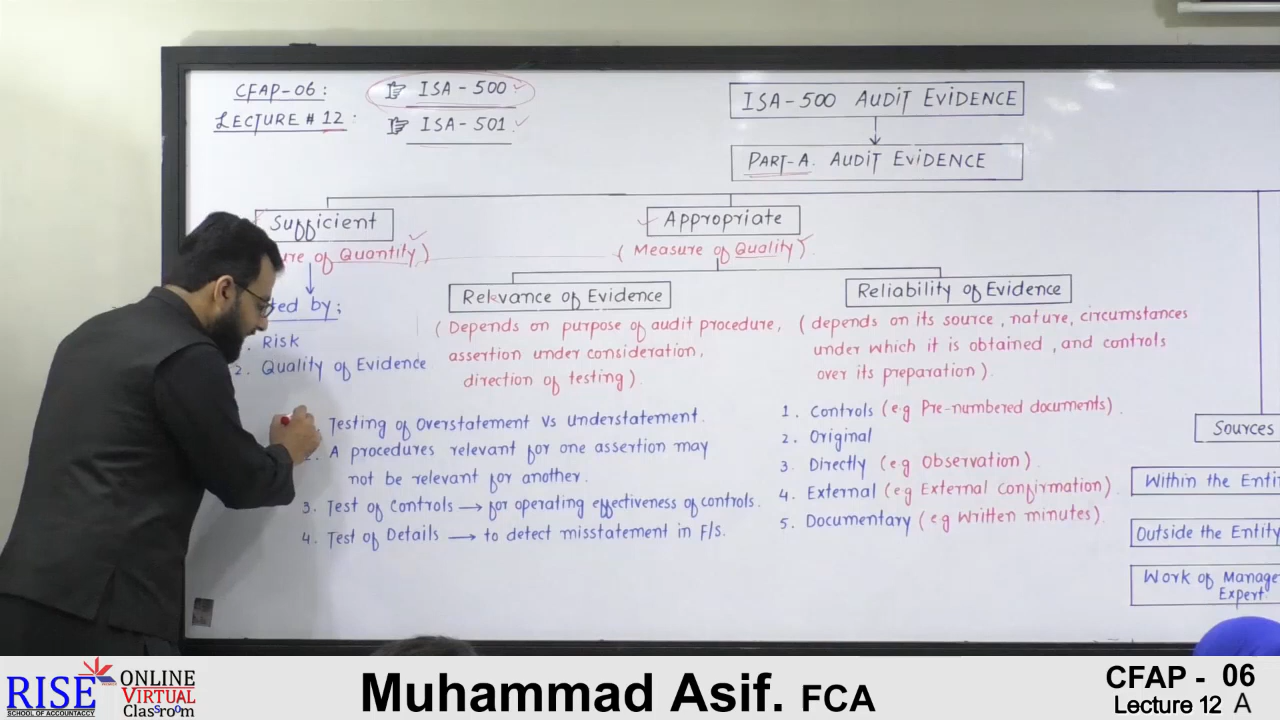 CFAP-06:
LECTURE # 12:
ISA - 500
ISA - 501
ISA-500 AUDIT EVIDENCE
PART-A. AUDIT EVIDENCE
Sufficient
of Quantity)
by:
Risk
2. Quality of Evidence
Appropriate
(Measure of Quality)
Relevance of Evidence
(Depends on purpose of audit procedure,
assertion under consideration,
direction of testing).
Testing of Overstatement Vs Understatement.
2. A procedures relevant for one assertion may
not be relevant for another.
3. Test of Controls → for operating effectiveness of controls.
4. Test of Details → to detect misstatement in F/s.
Reliability of Evidence
(depends on its source, nature, circumstances
under which it is obtained, and controls
over its preparation).
1. Controls (eg Pre-numbered documents).
2. Original
3. Directly (eg Observation).
4. External (eg External confirmation).
5. Documentary (eg Written minutes).
Sources
Within the
Outside the Entity
Work of
Expert
RISE
SCHOOL OF ACCOUNTACY
ONLINE
VIRTUAL
Classroom
Muhammad Asif. FCA
CFAP - 06
Lecture 12 A